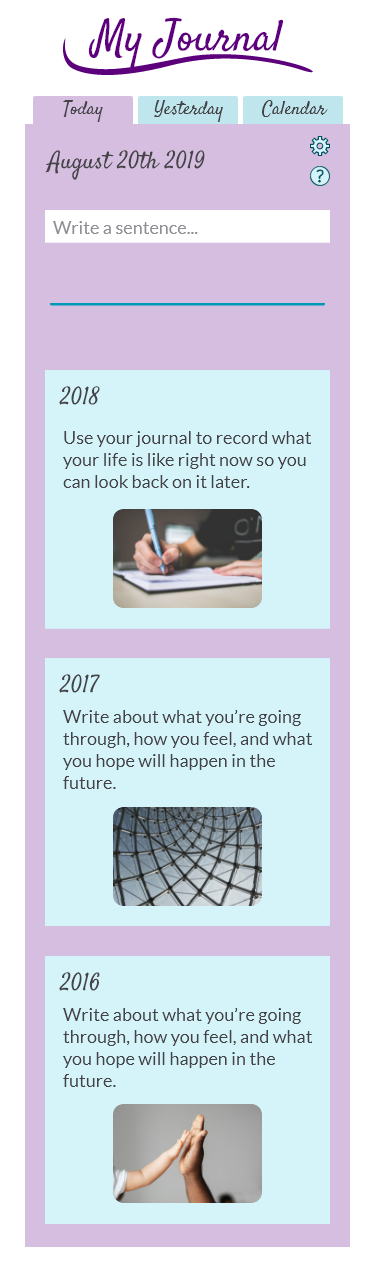 My Journal
Today Yesterday Calendar
August 20th 2019
?
Write a sentence...
2018
Use your journal to record what
your life is like right now so you
can look back on it later.
2017
Write about what you’re going
through, how you feel, and what
you hope will happen in the
future.
2016
Write about what you’re going
through, how you feel, and what
you hope will happen in the
future.